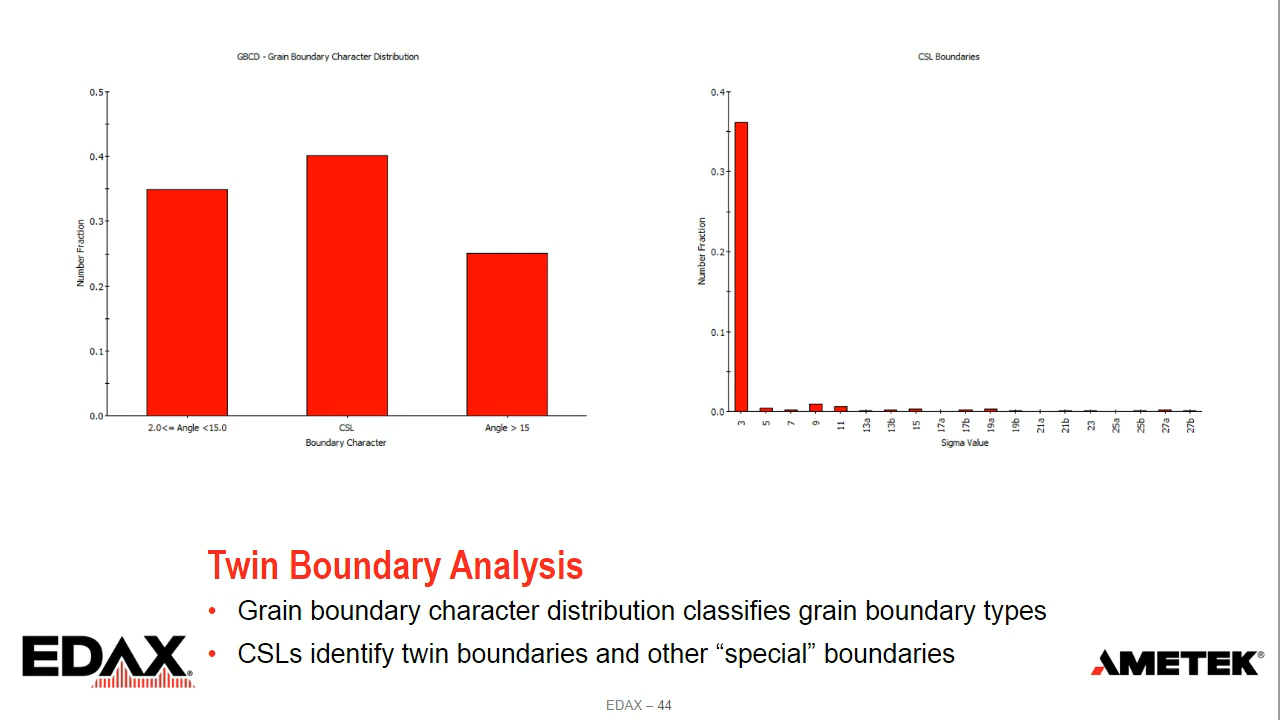 GBCD - Grain Boundary Character Distribution
0.5
0.4
0.3
0.2
0.1
0.0
Number Fraction
2.0<= Angle <15.0
CSL
Angle > 15
Boundary Character
CSL Boundaries
0.4
0.3
0.2
0.1
0.0
Number Fraction
3
5
7
9
11
13a
13b
15
17a
17b
19a
19b
21a
21b
23
25a
25b
27a
27b
Sigma Value
Twin Boundary Analysis
• Grain boundary character distribution classifies grain boundary types
• CSLs identify twin boundaries and other “special” boundaries
EDAX®
AMETEK®
EDAX – 44